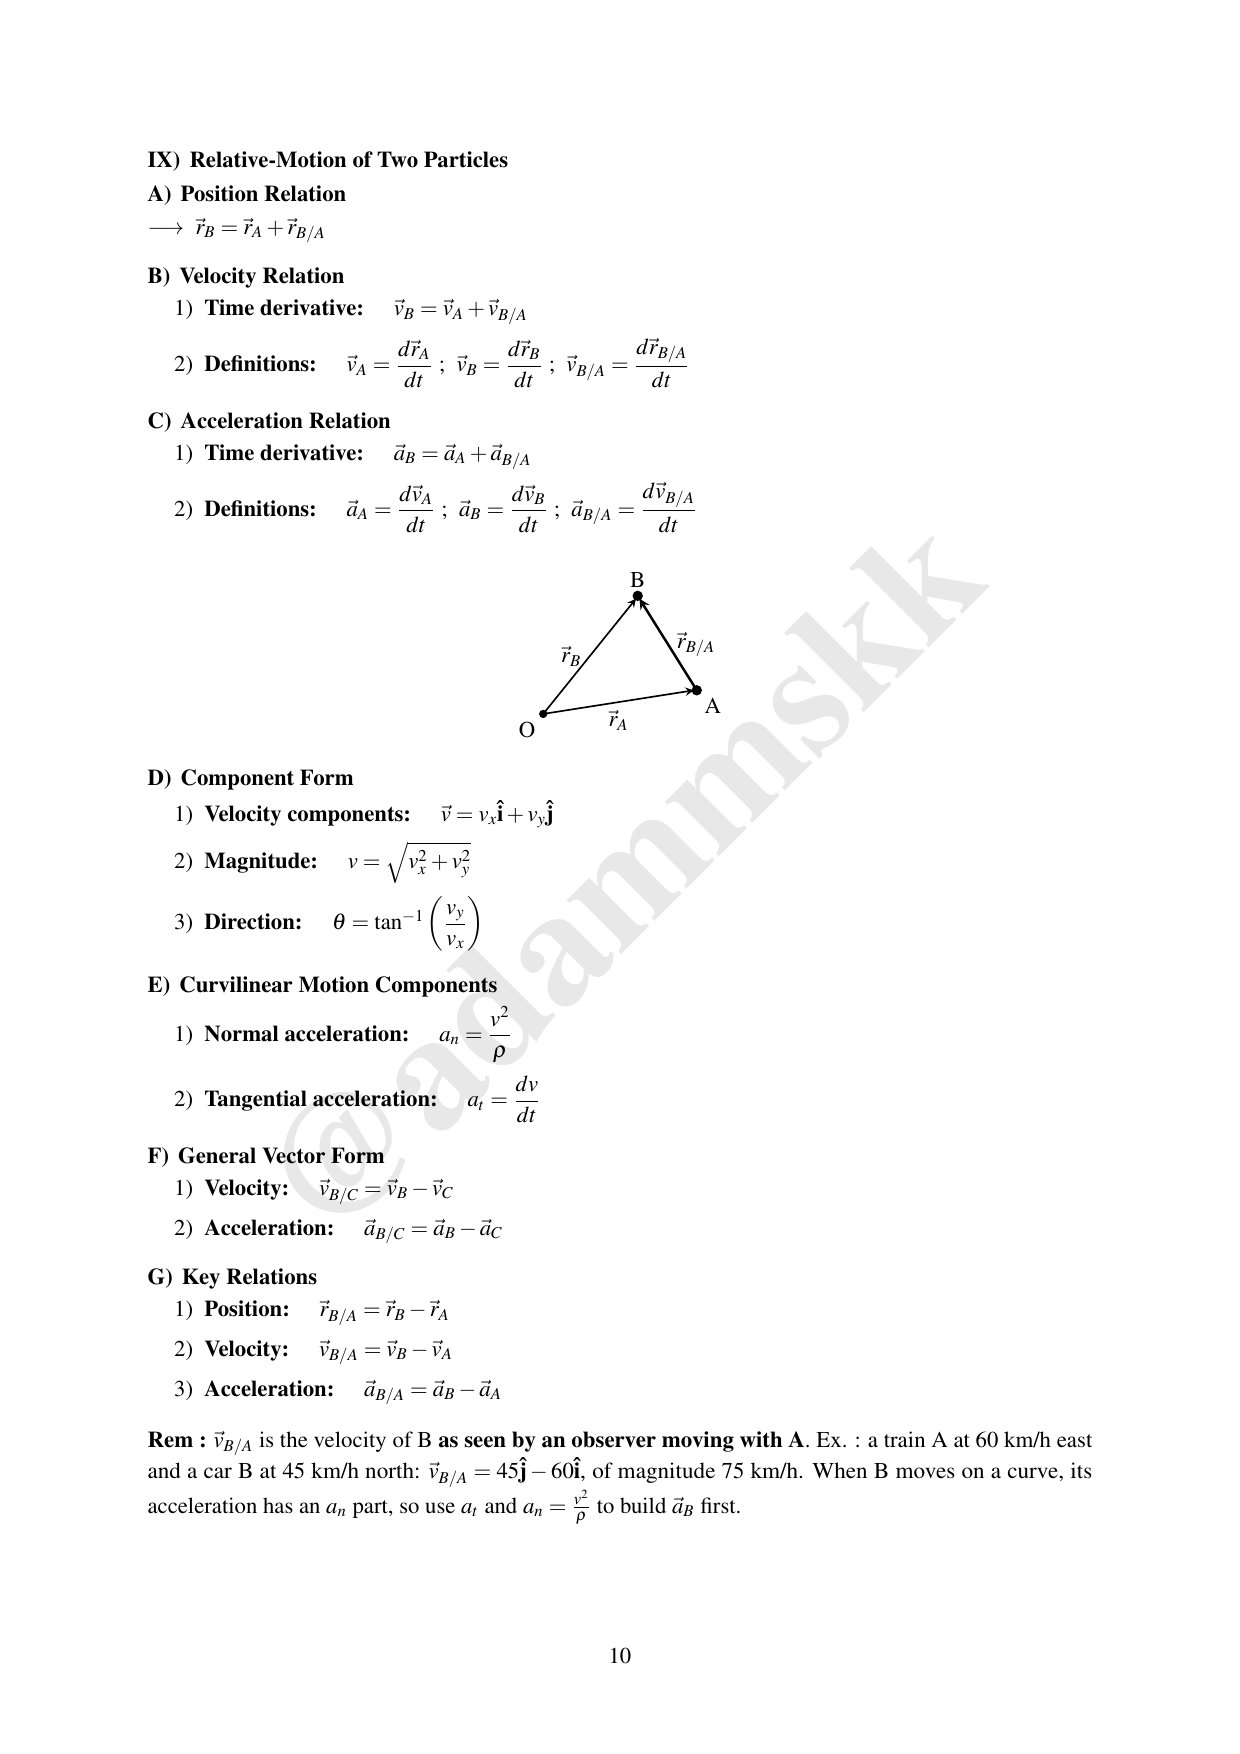 IX) Relative-Motion of Two Particles
A) Position Relation
⟶ r⃗_B = r⃗_A + r⃗_{B/A}
B) Velocity Relation
1) Time derivative: v⃗_B = v⃗_A + v⃗_{B/A}
2) Definitions: v⃗_A = dr⃗_A/dt ; v⃗_B = dr⃗_B/dt ; v⃗_{B/A} = dr⃗_{B/A}/dt
C) Acceleration Relation
1) Time derivative: a⃗_B = a⃗_A + a⃗_{B/A}
2) Definitions: a⃗_A = dv⃗_A/dt ; a⃗_B = dv⃗_B/dt ; a⃗_{B/A} = dv⃗_{B/A}/dt
B
r⃗_B
r⃗_{B/A}
A
r⃗_A
O
D) Component Form
1) Velocity components: v⃗ = v_x î + v_y ĵ
2) Magnitude: v = √(v_x² + v_y²)
3) Direction: θ = tan⁻¹(v_y/v_x)
E) Curvilinear Motion Components
1) Normal acceleration: a_n = v²/ρ
2) Tangential acceleration: a_t = dv/dt
F) General Vector Form
1) Velocity: v⃗_{B/C} = v⃗_B − v⃗_C
2) Acceleration: a⃗_{B/C} = a⃗_B − a⃗_C
G) Key Relations
1) Position: r⃗_{B/A} = r⃗_B − r⃗_A
2) Velocity: v⃗_{B/A} = v⃗_B − v⃗_A
3) Acceleration: a⃗_{B/A} = a⃗_B − a⃗_A
Rem : v⃗_{B/A} is the velocity of B as seen by an observer moving with A. Ex. : a train A at 60 km/h east
and a car B at 45 km/h north: v⃗_{B/A} = 45ĵ − 60î, of magnitude 75 km/h. When B moves on a curve, its
acceleration has an a_n part, so use a_t and a_n = v²/ρ to build a⃗_B first.
10
@adammskk